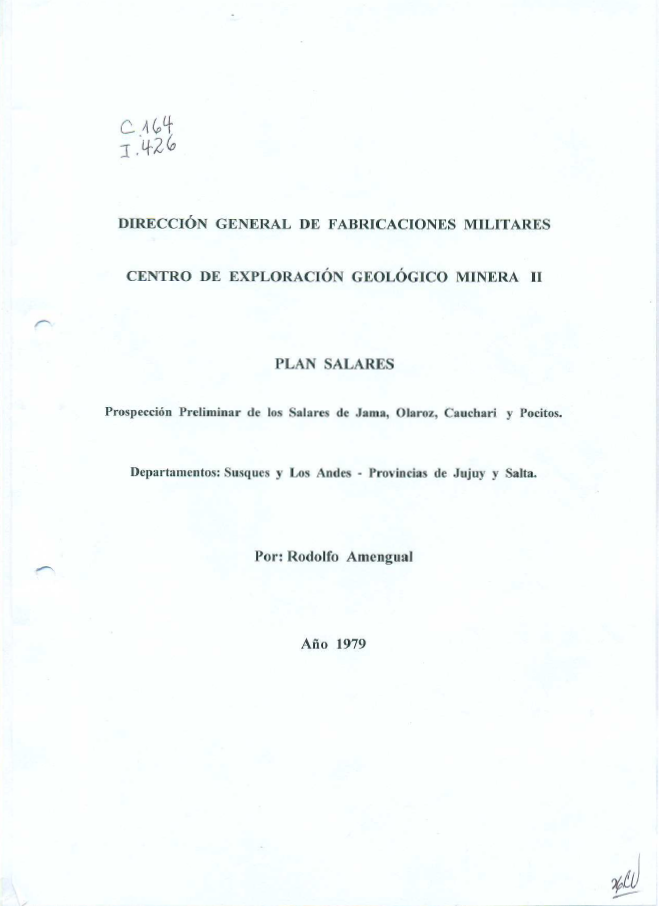 C.164
I.426
DIRECCIÓN GENERAL DE FABRICACIONES MILITARES
CENTRO DE EXPLORACIÓN GEOLÓGICO MINERA II
PLAN SALARES
Prospección Preliminar de los Salares de Jama, Olaroz, Cauchari y Pocitos.
Departamentos: Susques y Los Andes - Provincias de Jujuy y Salta.
Por: Rodolfo Amengual
Año 1979